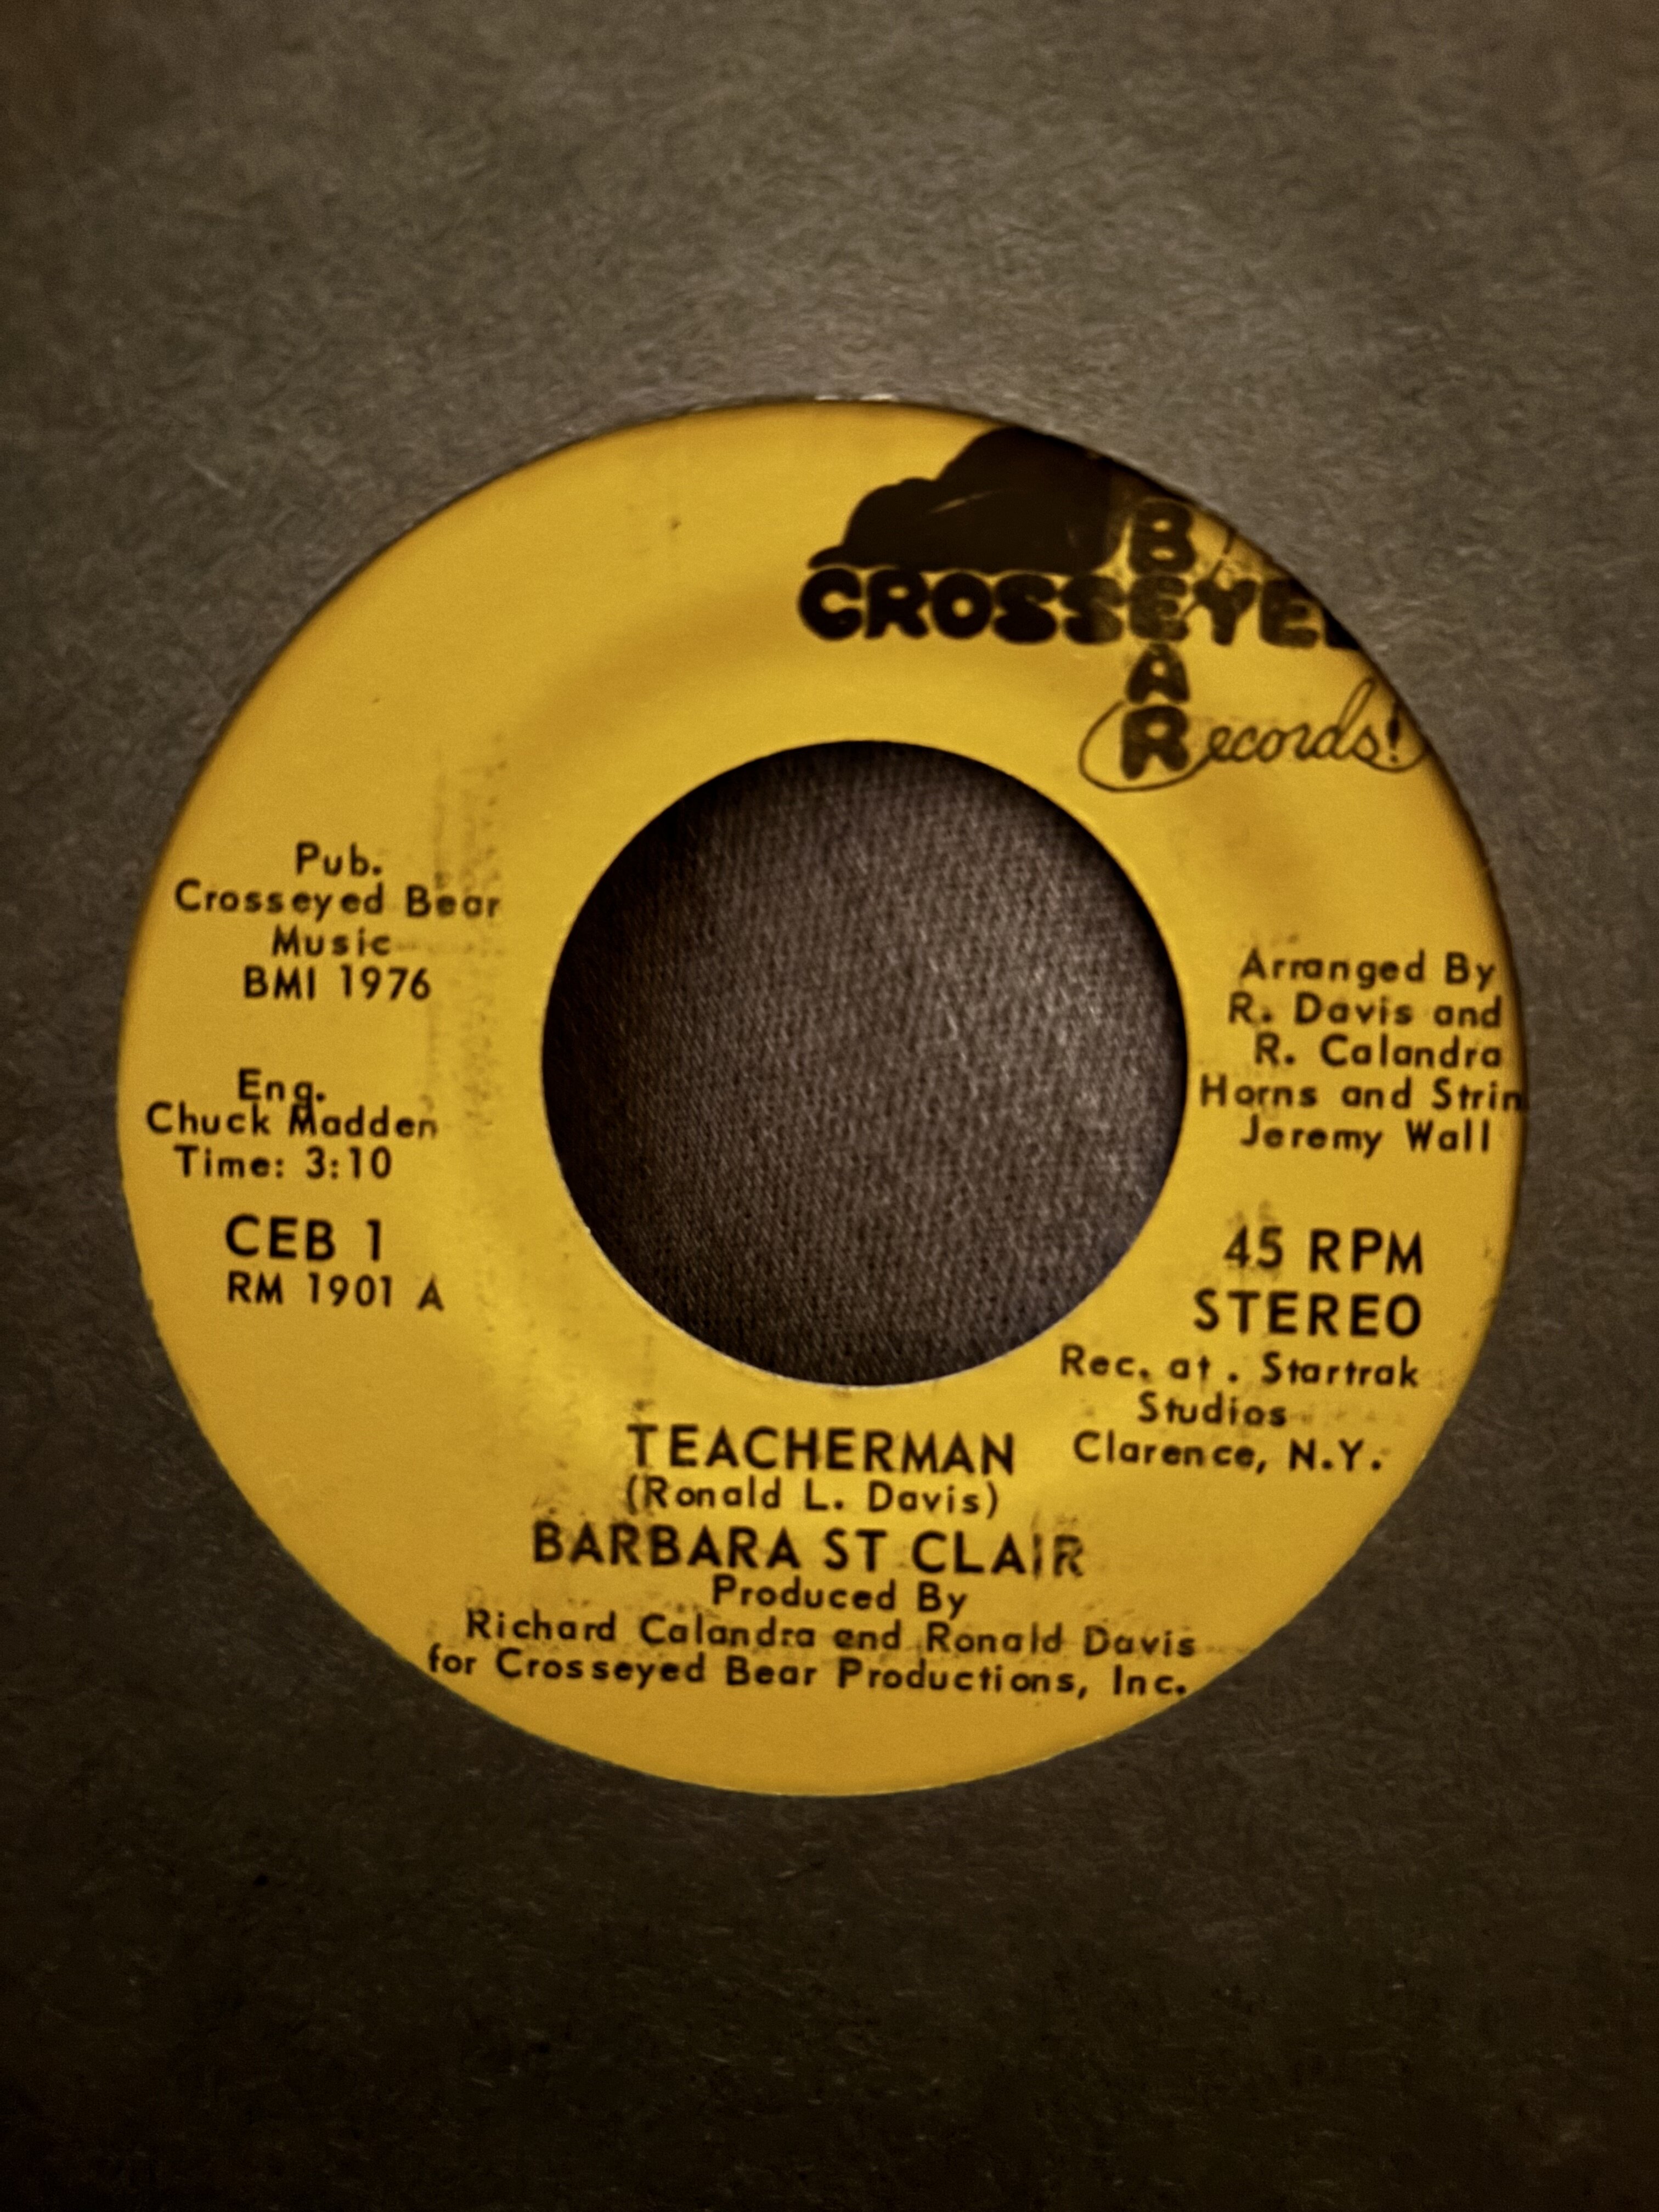 BEAR
CROSSEYE
Records!
Pub.
Crosseyed Bear
Music
BMI 1976
Eng.
Chuck Madden
Time: 3:10
CEB 1
RM 1901 A
Arranged By
R. Davis and
R. Calandra
Horns and Strin
Jeremy Wall
45 RPM
STEREO
Rec. at . Startrak
Studios
Clarence, N.Y.
TEACHERMAN
(Ronald L. Davis)
BARBARA ST CLAIR
Produced By
Richard Calandra and Ronald Davis
for Crosseyed Bear Productions, Inc.